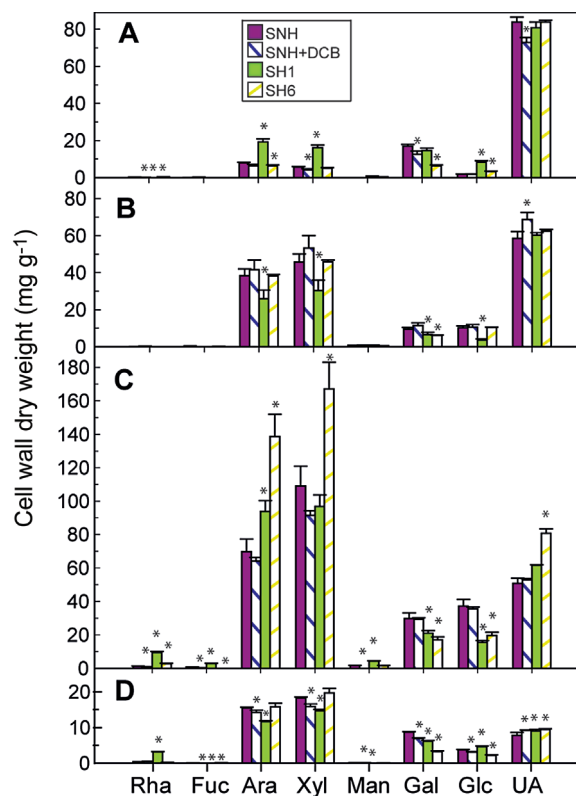 A
SNH
SNH+DCB
SH1
SH6
80
60
40
20
0
* * *
* *
* *
*
*
* *
*
B
80
60
40
20
0
*
*
* *
*
*
C
180
160
140
120
100
80
60
40
20
0
* * *
* * *
* *
*
* *
* *
* *
*
D
20
10
0
*
* * *
* *
* *
* *
* * *
* * *
* * *
Rha Fuc Ara Xyl Man Gal Glc UA
Cell wall dry weight (mg g-1)